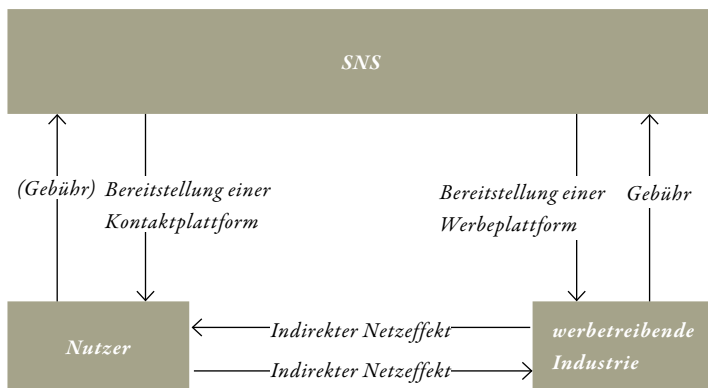 SNS
(Gebühr)
Bereitstellung einer
Kontaktplattform
Bereitstellung einer
Werbeplattform
Gebühr
Nutzer
Indirekter Netzeffekt
Indirekter Netzeffekt
werbetreibende
Industrie